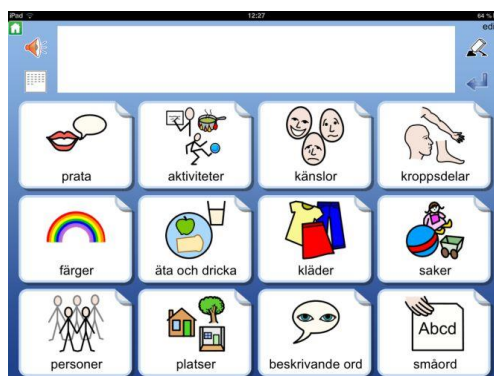 iPad 12:27 64 %
edi
prata aktiviteter känslor kroppsdelar
färger äta och dricka kläder saker
Abcd
personer platser beskrivande ord småord